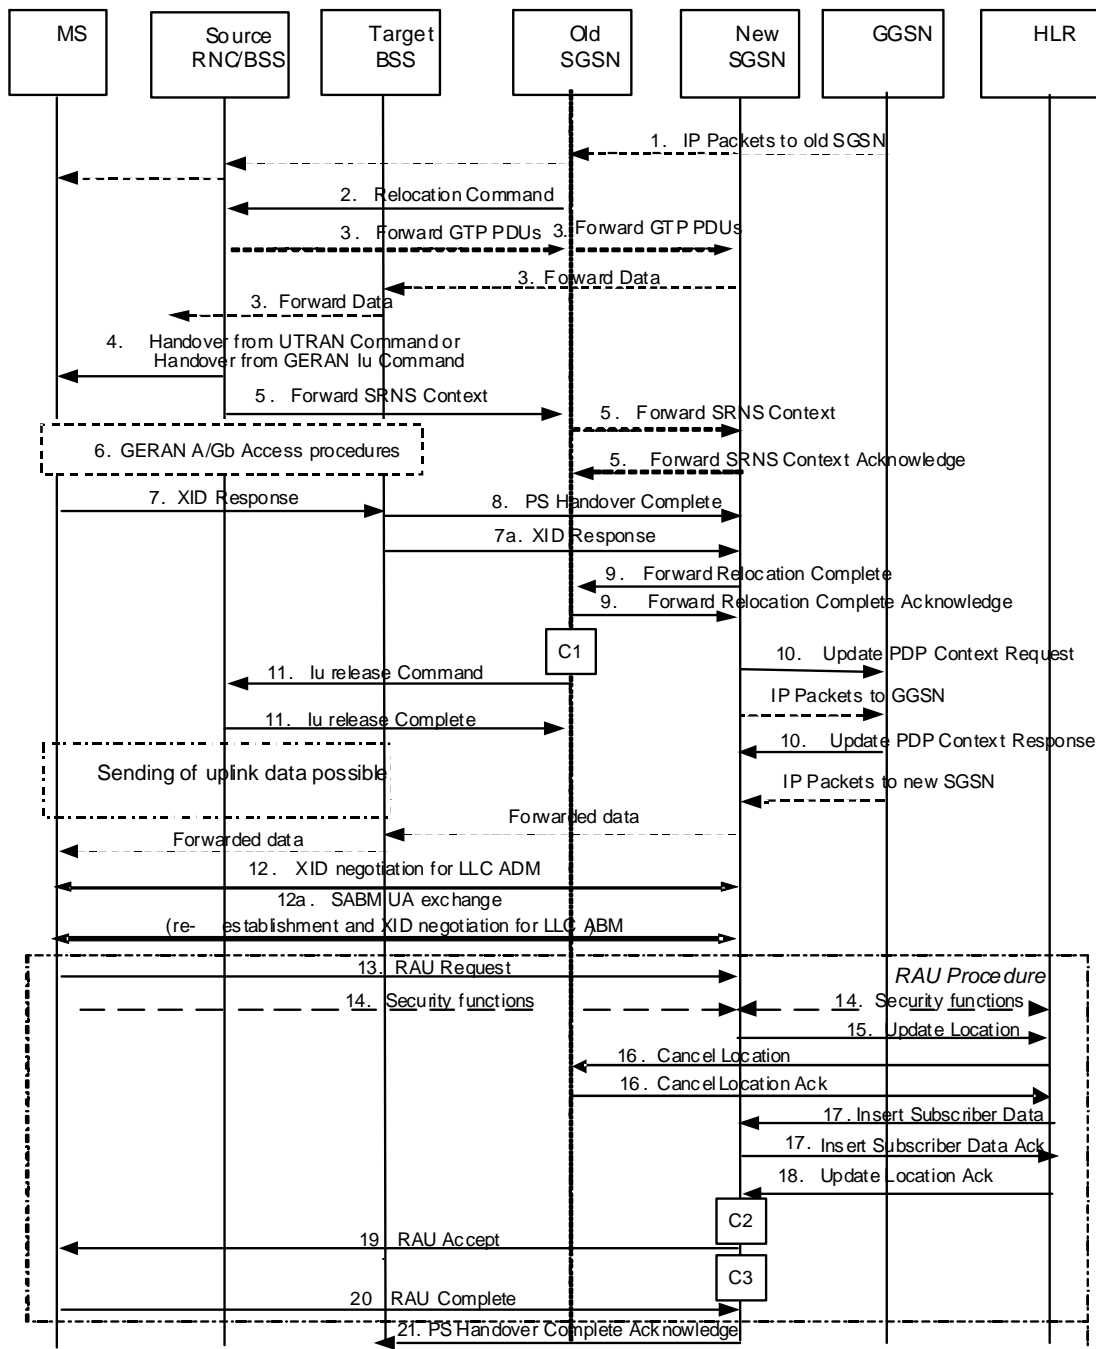 MS
Source
RNC/BSS
Target
BSS
Old
SGSN
New
SGSN
GGSN
HLR
1. IP Packets to old SGSN
2. Relocation Command
3. Forward GTP PDUs
3. Forward GTP PDUs
3. Forward Data
3. Forward Data
4. Handover from UTRAN Command or
Handover from GERAN Iu Command
5. Forward SRNS Context
5. Forward SRNS Context
6. GERAN A/Gb Access procedures
5. Forward SRNS Context Acknowledge
7. XID Response
8. PS Handover Complete
7a. XID Response
9. Forward Relocation Complete
9. Forward Relocation Complete Acknowledge
C1
10. Update PDP Context Request
11. Iu release Command
IP Packets to GGSN
11. Iu release Complete
10. Update PDP Context Response
Sending of uplink data possible
IP Packets to new SGSN
Forwarded data
Forwarded data
12. XID negotiation for LLC ADM
12a. SABM UA exchange
(re- establishment and XID negotiation for LLC ABM)
13. RAU Request
RAU Procedure
14. Security functions
14. Security functions
15. Update Location
16. Cancel Location
16. Cancel Location Ack
17. Insert Subscriber Data
17. Insert Subscriber Data Ack
18. Update Location Ack
C2
19. RAU Accept
C3
20 RAU Complete
21. PS Handover Complete Acknowledge